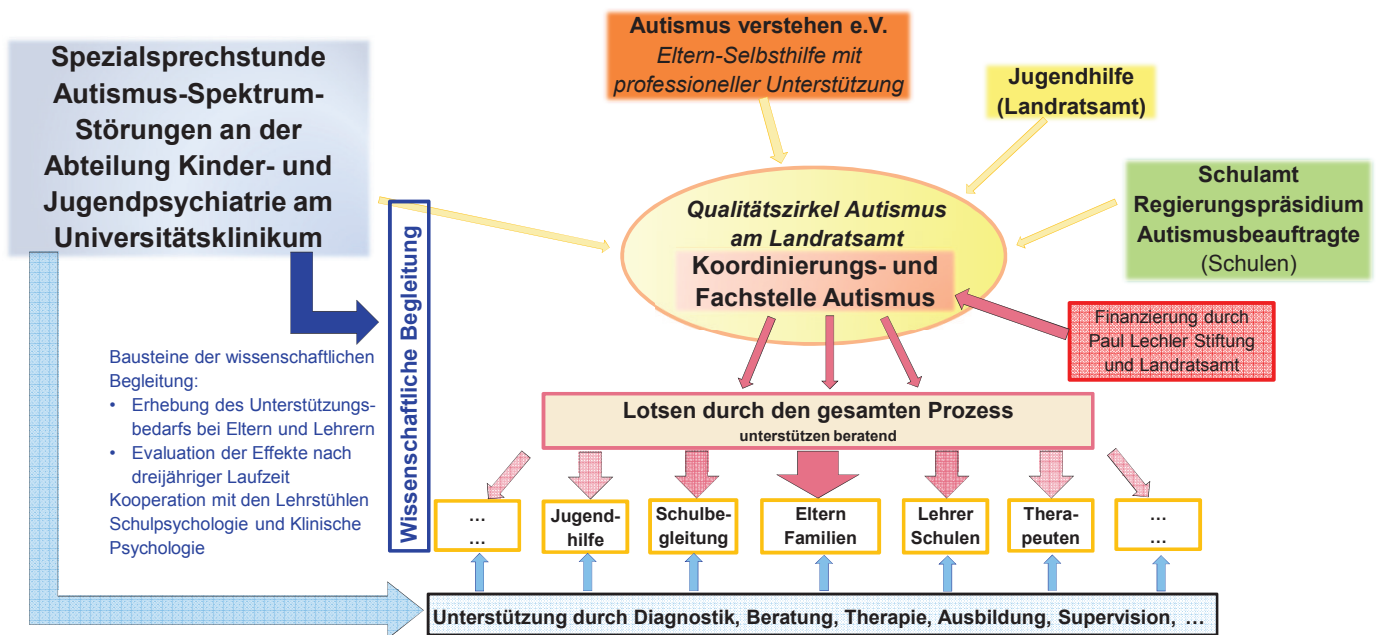 Spezialsprechstunde
Autismus-Spektrum-
Störungen an der
Abteilung Kinder- und
Jugendpsychiatrie am
Universitätsklinikum
Autismus verstehen e.V.
Eltern-Selbsthilfe mit
professioneller Unterstützung
Jugendhilfe
(Landratsamt)
Schulamt
Regierungspräsidium
Autismusbeauftragte
(Schulen)
Qualitätszirkel Autismus
am Landratsamt
Koordinierungs- und
Fachstelle Autismus
Finanzierung durch
Paul Lechler Stiftung
und Landratsamt
Wissenschaftliche Begleitung
Bausteine der wissenschaftlichen
Begleitung:
• Erhebung des Unterstützungs-
bedarfs bei Eltern und Lehrern
• Evaluation der Effekte nach
dreijähriger Laufzeit
Kooperation mit den Lehrstühlen
Schulpsychologie und Klinische
Psychologie
Lotsen durch den gesamten Prozess
unterstützen beratend
…
…
Jugend-
hilfe
Schulbe-
gleitung
Eltern
Familien
Lehrer
Schulen
Thera-
peuten
…
…
Unterstützung durch Diagnostik, Beratung, Therapie, Ausbildung, Supervision, …